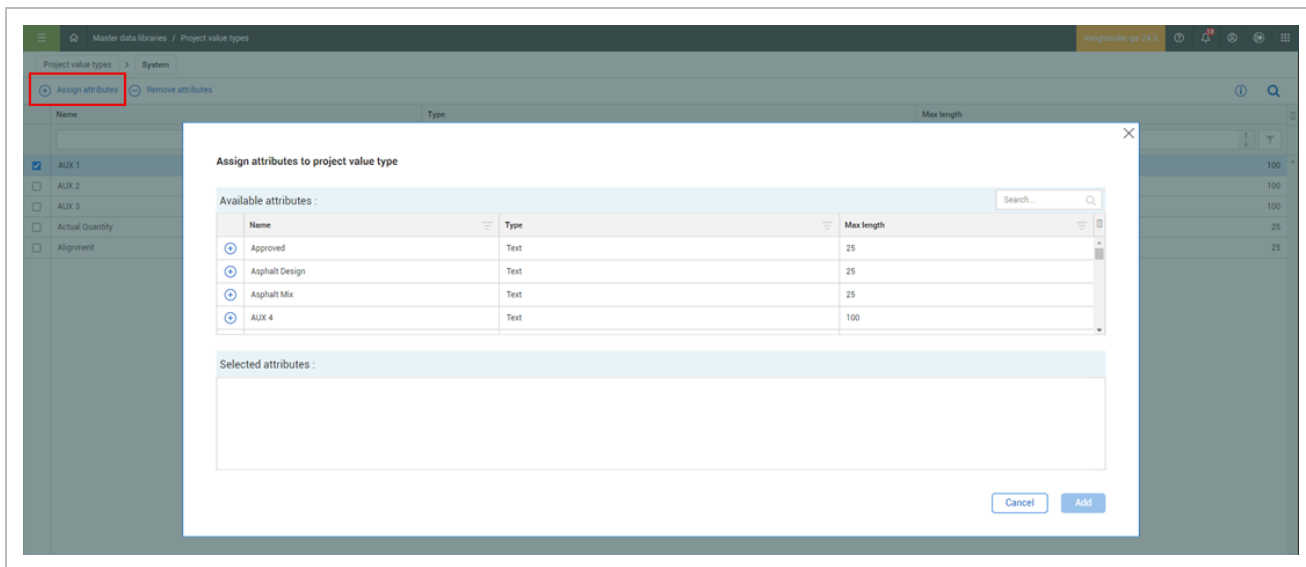 Master data libraries / Project value types
Project value types > System
Assign attributes Remove attributes
Name Type Max length
AUX 1 100
AUX 2 100
AUX 3 100
Actual Quantity 25
Alignment 25
Assign attributes to project value type
Available attributes : Search...
Name Type Max length
Approved Text 25
Asphalt Design Text 25
Asphalt Mix Text 25
AUX 4 Text 100
Selected attributes :
Cancel Add